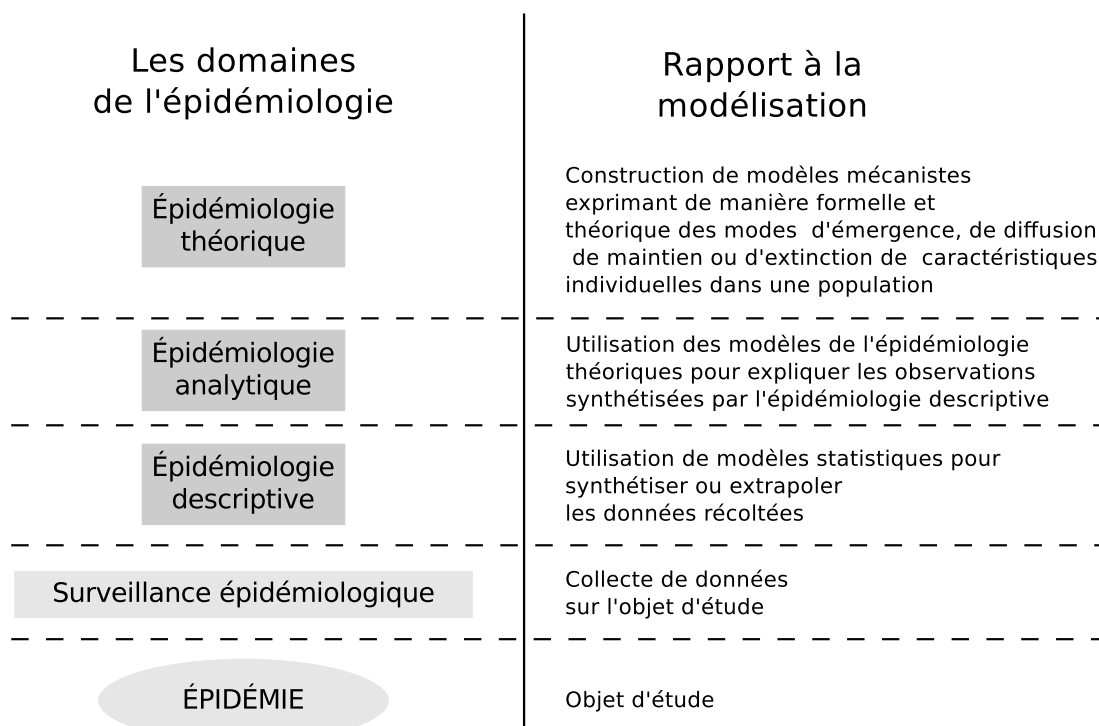 Les domaines
de l'épidémiologie
Rapport à la
modélisation
Épidémiologie
théorique
Construction de modèles mécanistes
exprimant de manière formelle et
théorique des modes d'émergence, de diffusion
de maintien ou d'extinction de caractéristiques
individuelles dans une population
Épidémiologie
analytique
Utilisation des modèles de l'épidémiologie
théoriques pour expliquer les observations
synthétisées par l'épidémiologie descriptive
Épidémiologie
descriptive
Utilisation de modèles statistiques pour
synthétiser ou extrapoler
les données récoltées
Surveillance épidémiologique
Collecte de données
sur l'objet d'étude
ÉPIDÉMIE
Objet d'étude